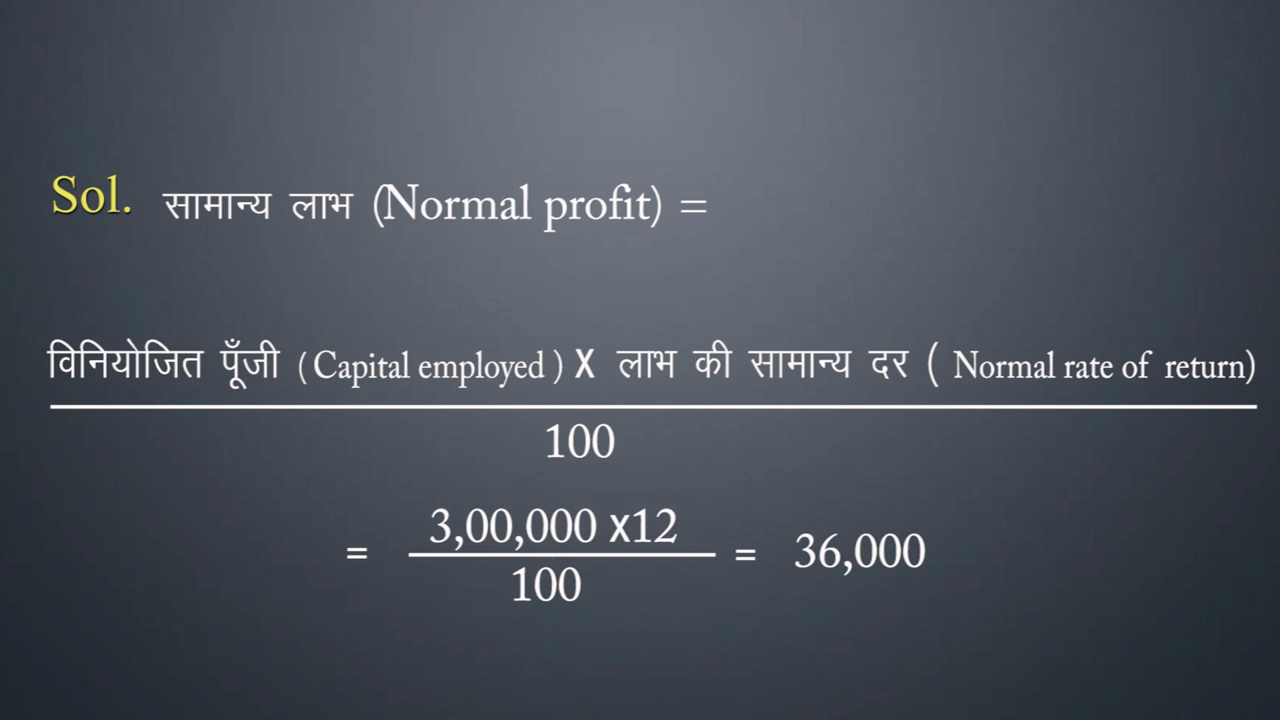 Sol. सामान्य लाभ (Normal profit) =
विनियोजित पूँजी ( Capital employed ) X लाभ की सामान्य दर ( Normal rate of return)
100
= 3,00,000 x12 = 36,000
100